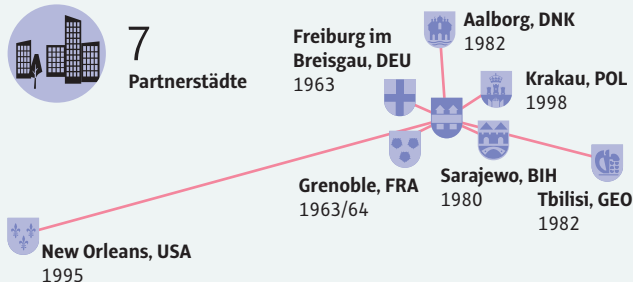 7
Partnerstädte
Freiburg im
Breisgau, DEU
1963
Aalborg, DNK
1982
Krakau, POL
1998
Grenoble, FRA
1963/64
Sarajewo, BIH
1980
Tbilisi, GEO
1982
New Orleans, USA
1995